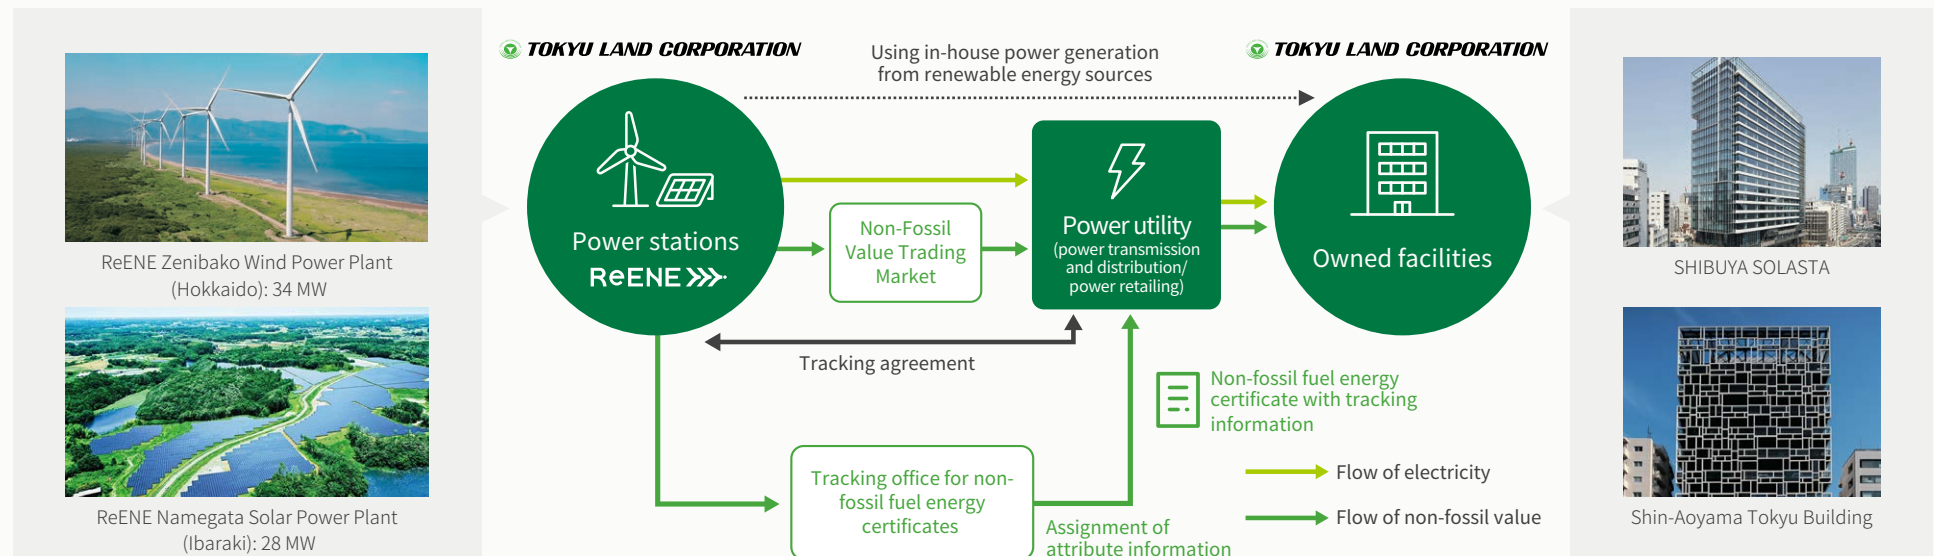 ReENE Zenibako Wind Power Plant
(Hokkaido): 34 MW
ReENE Namegata Solar Power Plant
(Ibaraki): 28 MW
TOKYU LAND CORPORATION
Using in-house power generation
from renewable energy sources
TOKYU LAND CORPORATION
Power stations
ReENE
Non-Fossil
Value Trading
Market
Power utility
(power transmission
and distribution/
power retailing)
Owned facilities
Tracking agreement
Non-fossil fuel energy
certificate with tracking
information
Tracking office for non-
fossil fuel energy
certificates
Assignment of
attribute information
Flow of electricity
Flow of non-fossil value
SHIBUYA SOLASTA
Shin-Aoyama Tokyu Building